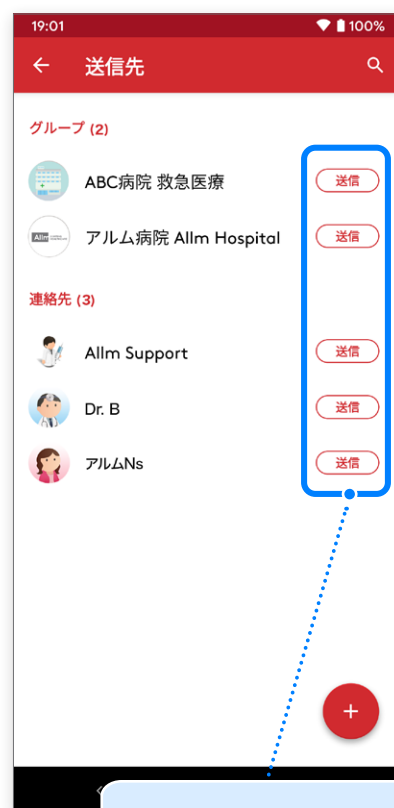 19:01 100%
送信先
グループ (2)
ABC病院 救急医療 送信
Allm
アルム病院 Allm Hospital 送信
連絡先 (3)
Allm Support 送信
Dr. B 送信
アルムNs 送信
+